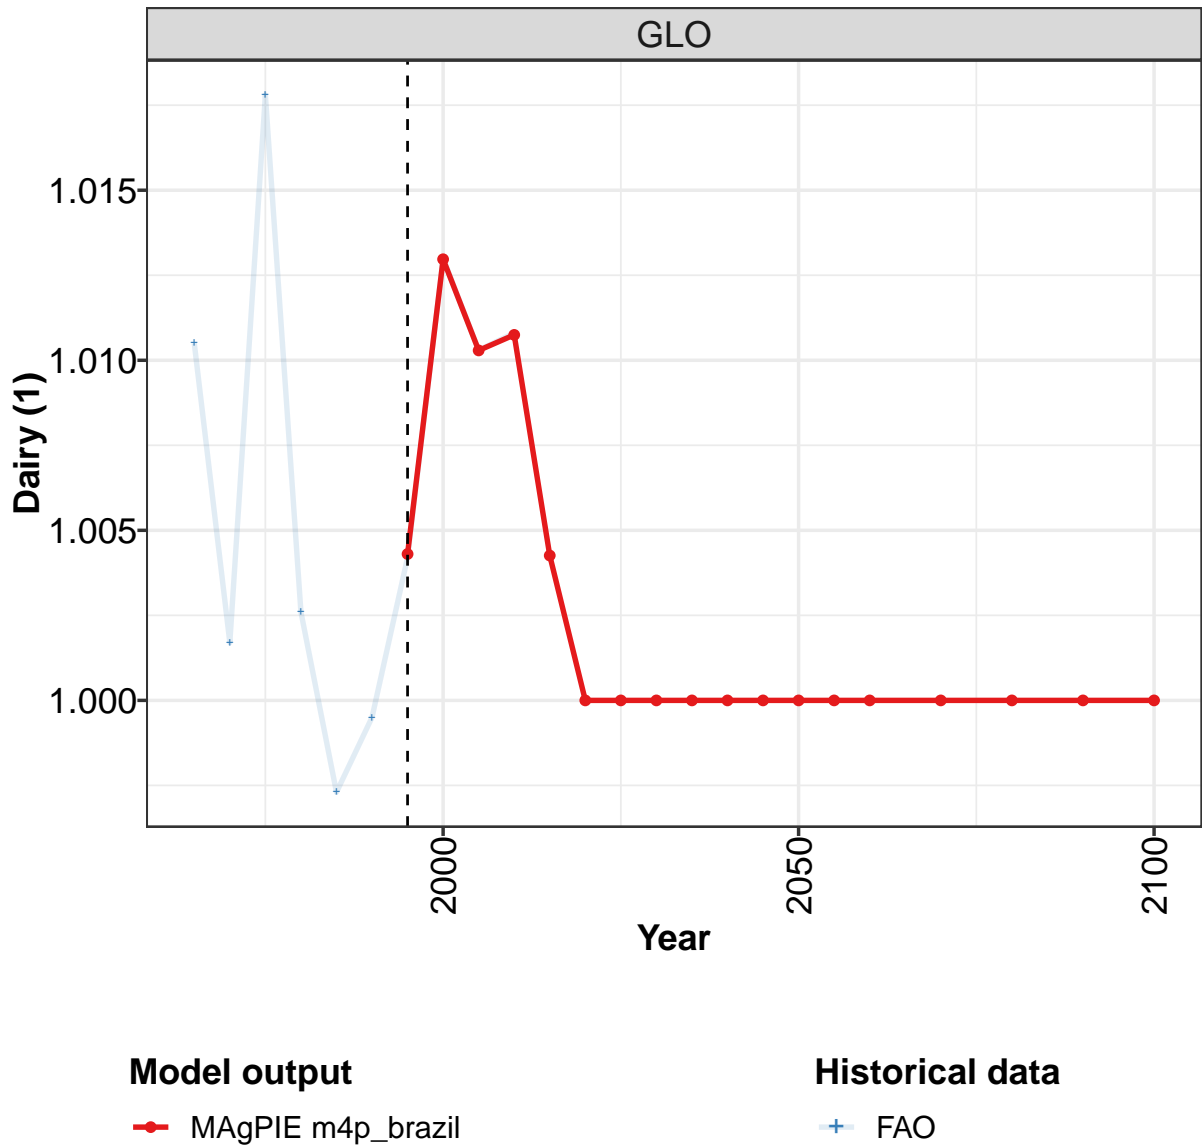 GLO
1.015
1.010
1.005
1.000
Dairy (1)
2000
2050
2100
Year
Model output
MAgPIE m4p_brazil
Historical data
FAO